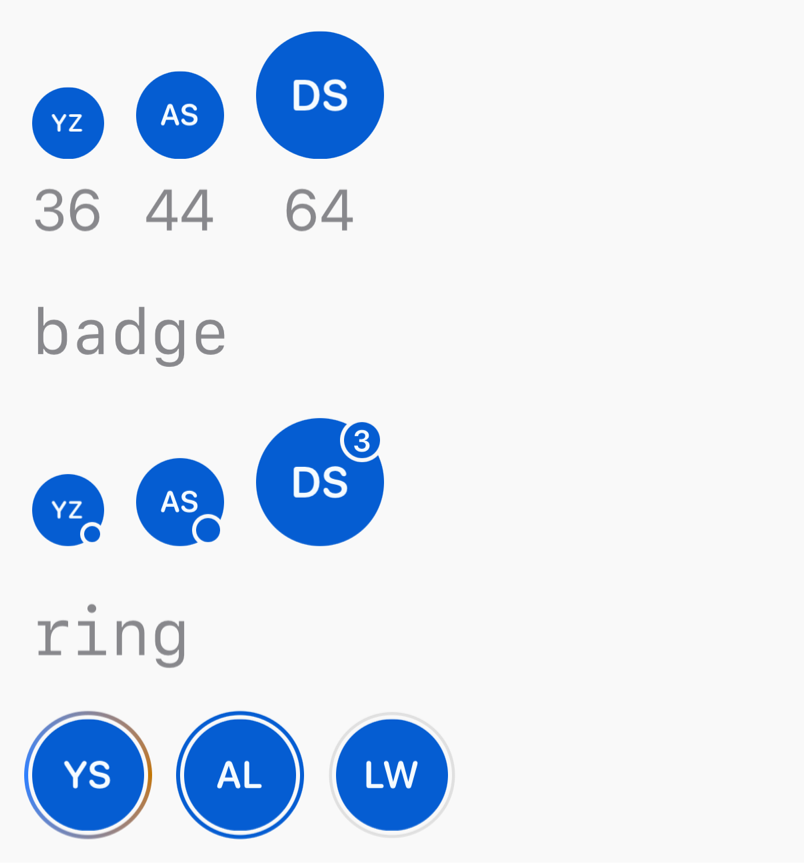 YZ AS DS
36 44 64
badge
YZ AS DS 3
ring
YS AL LW